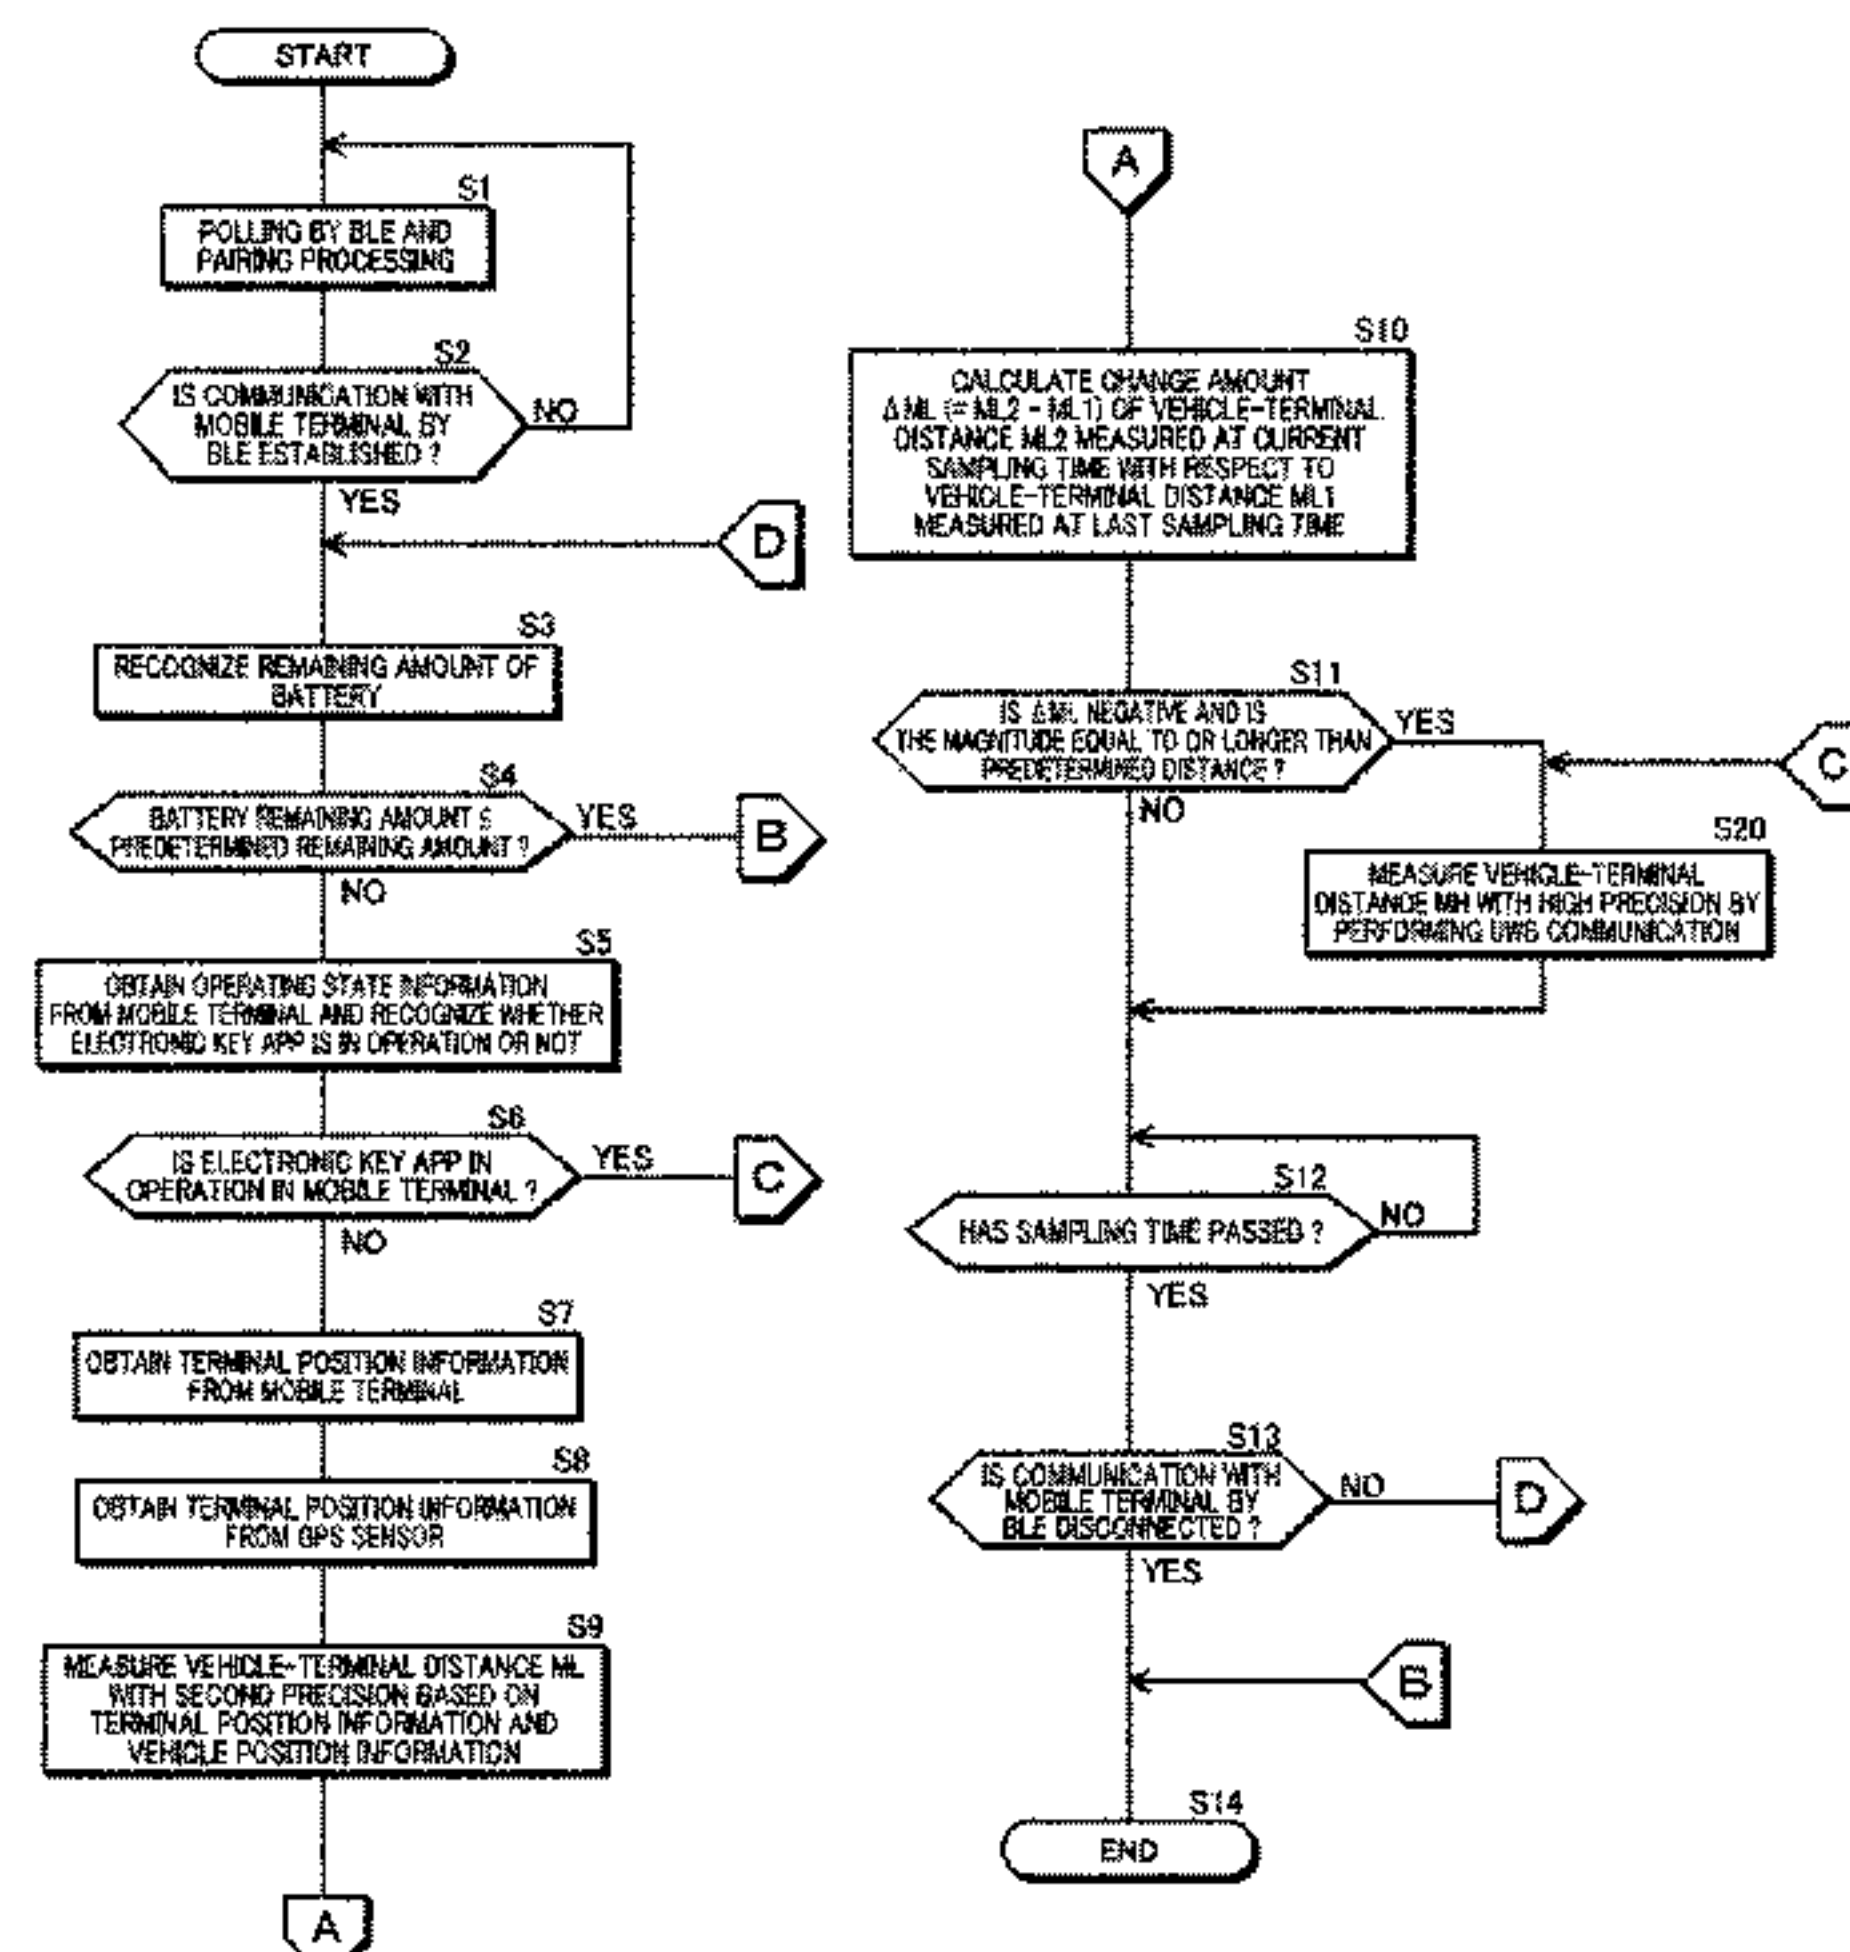 START
S1
POLLING BY BLE AND
PAIRING PROCESSING
S2
IS COMMUNICATION WITH
MOBILE TERMINAL BY
BLE ESTABLISHED ?
NO
YES
D
S3
RECOGNIZE REMAINING AMOUNT OF
BATTERY
S4
BATTERY REMAINING AMOUNT ≤
PREDETERMINED REMAINING AMOUNT ?
YES
B
NO
S5
OBTAIN OPERATING STATE INFORMATION
FROM MOBILE TERMINAL AND RECOGNIZE WHETHER
ELECTRONIC KEY APP IS IN OPERATION OR NOT
S6
IS ELECTRONIC KEY APP IN
OPERATION IN MOBILE TERMINAL ?
YES
C
NO
S7
OBTAIN TERMINAL POSITION INFORMATION
FROM MOBILE TERMINAL
S8
OBTAIN TERMINAL POSITION INFORMATION
FROM GPS SENSOR
S9
MEASURE VEHICLE-TERMINAL DISTANCE ML
WITH SECOND PRECISION BASED ON
TERMINAL POSITION INFORMATION AND
VEHICLE POSITION INFORMATION
A
A
S10
CALCULATE CHANGE AMOUNT
ΔML (= ML2 - ML1) OF VEHICLE-TERMINAL
DISTANCE ML2 MEASURED AT CURRENT
SAMPLING TIME WITH RESPECT TO
VEHICLE-TERMINAL DISTANCE ML1
MEASURED AT LAST SAMPLING TIME
S11
IS ΔML NEGATIVE AND IS
THE MAGNITUDE EQUAL TO OR LONGER THAN
PREDETERMINED DISTANCE ?
YES
C
NO
S20
MEASURE VEHICLE-TERMINAL
DISTANCE MH WITH HIGH PRECISION BY
PERFORMING UWB COMMUNICATION
S12
HAS SAMPLING TIME PASSED ?
NO
YES
S13
IS COMMUNICATION WITH
MOBILE TERMINAL BY
BLE DISCONNECTED ?
NO
D
YES
B
S14
END